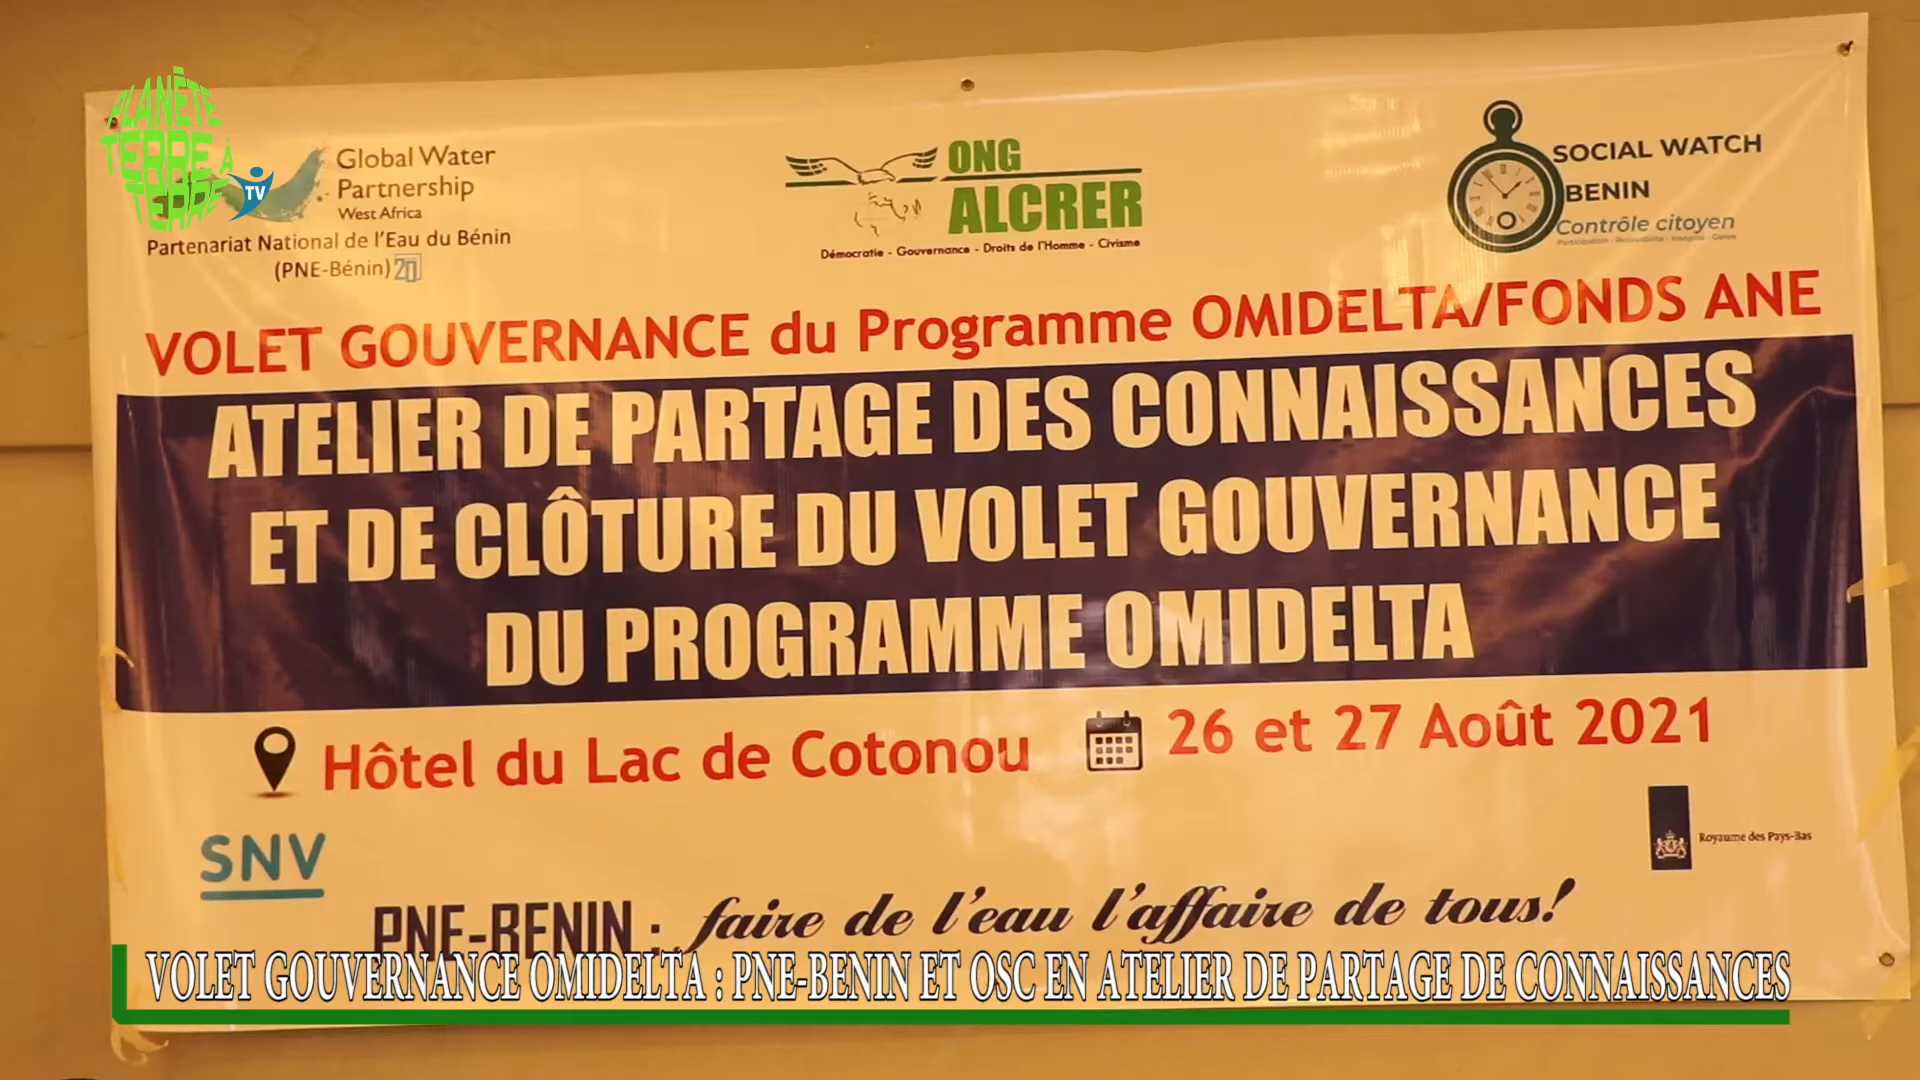 PLANÈTE
TERRE À
TERRE
TV
Global Water
Partnership
West Africa
Partenariat National de l'Eau du Bénin
(PNE-Bénin)
ONG
ALCRER
Démocratie - Gouvernance - Droits de l'Homme - Civisme
SOCIAL WATCH
BENIN
Contrôle citoyen
VOLET GOUVERNANCE du Programme OMIDELTA/FONDS ANE
ATELIER DE PARTAGE DES CONNAISSANCES
ET DE CLÔTURE DU VOLET GOUVERNANCE
DU PROGRAMME OMIDELTA
Hôtel du Lac de Cotonou
26 et 27 Août 2021
SNV
Royaume des Pays-Bas
PNE-BENIN : faire de l'eau l'affaire de tous!
VOLET GOUVERNANCE OMIDELTA : PNE-BENIN ET OSC EN ATELIER DE PARTAGE DE CONNAISSANCES